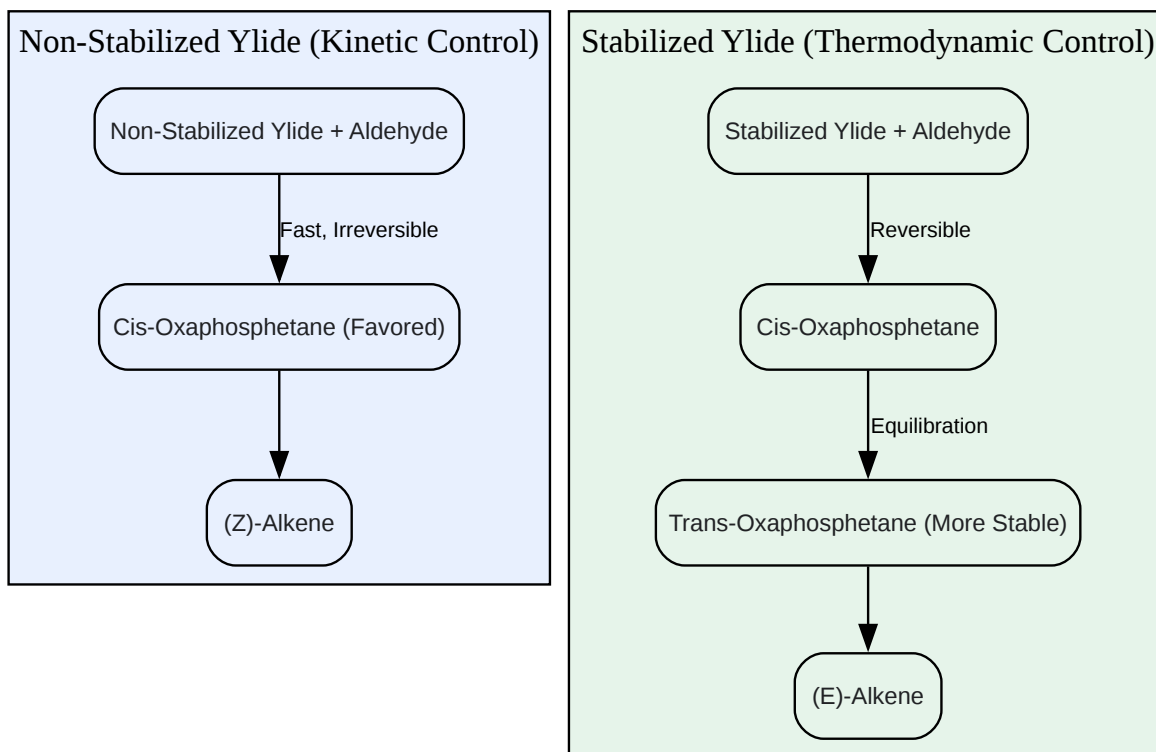 Non-Stabilized Ylide (Kinetic Control)
Non-Stabilized Ylide + Aldehyde
Fast, Irreversible
Cis-Oxaphosphetane (Favored)
(Z)-Alkene
Stabilized Ylide (Thermodynamic Control)
Stabilized Ylide + Aldehyde
Reversible
Cis-Oxaphosphetane
Equilibration
Trans-Oxaphosphetane (More Stable)
(E)-Alkene